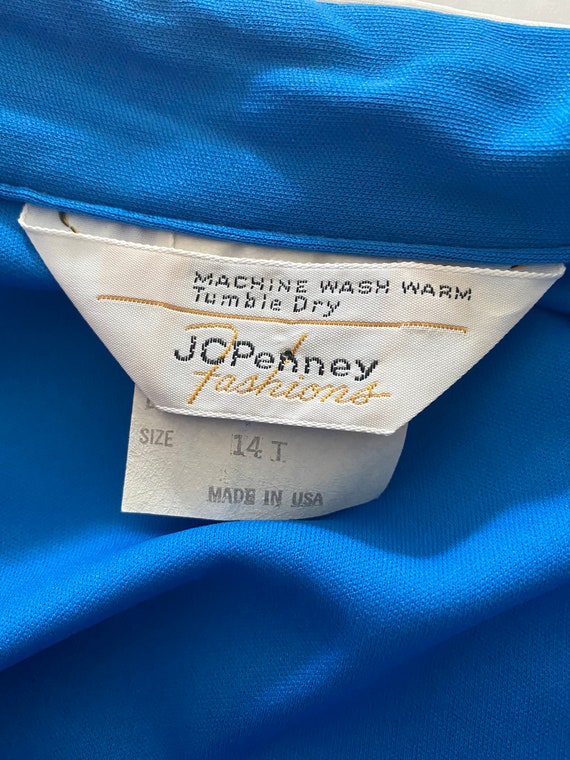 MACHINE WASH WARM
Tumble Dry
JCPenney
Fashions
SIZE 14 T
MADE IN USA